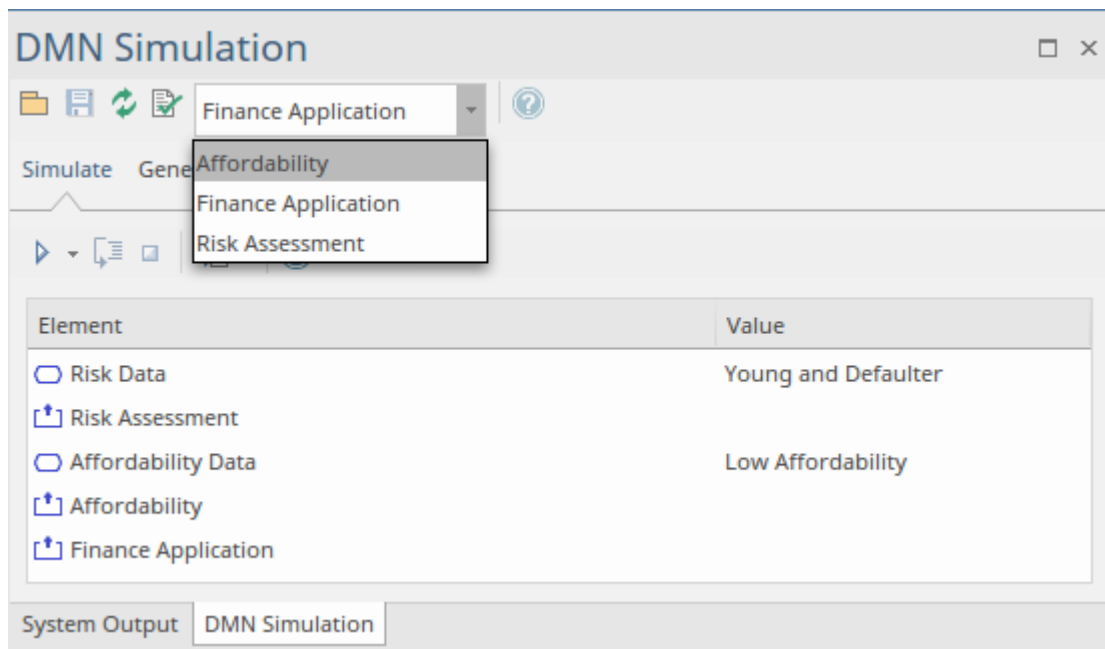 DMN Simulation
Finance Application
Simulate Gene
Affordability
Finance Application
Risk Assessment
Element Value
Risk Data Young and Defaulter
Risk Assessment
Affordability Data Low Affordability
Affordability
Finance Application
System Output DMN Simulation